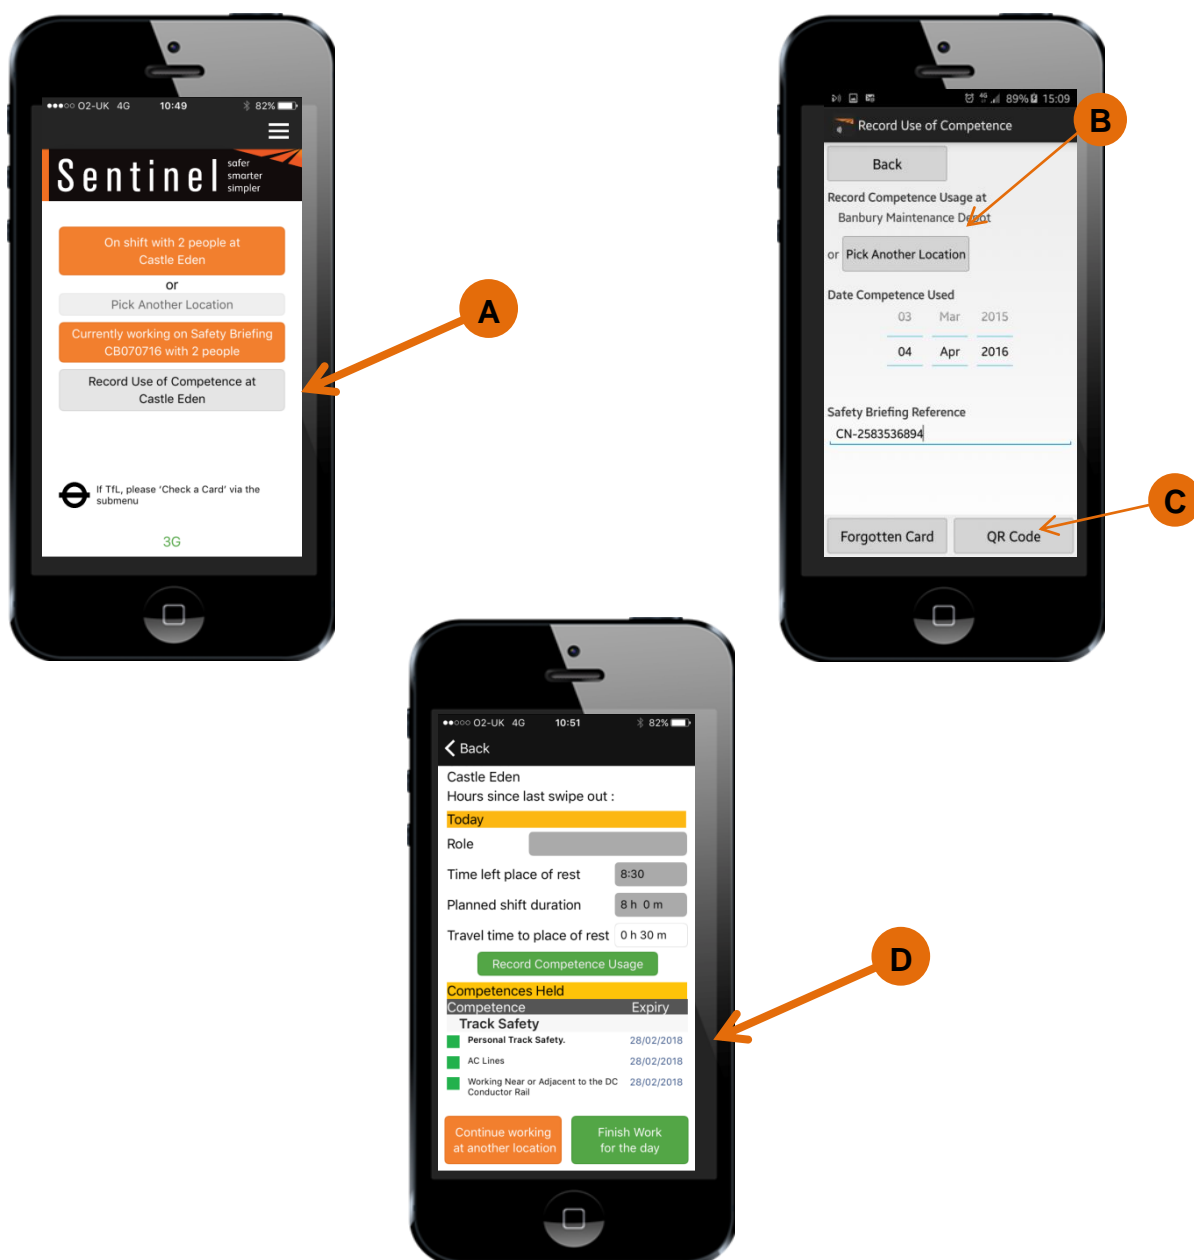 ●●●○○ O2-UK 4G 10:49 82%
Sentinel safer
smarter
simpler
On shift with 2 people at
Castle Eden
or
Pick Another Location
Currently working on Safety Briefing
CB070716 with 2 people
Record Use of Competence at
Castle Eden
If TfL, please 'Check a Card' via the
submenu
3G
A
4G 89% 15:09
Record Use of Competence
Back
Record Competence Usage at
Banbury Maintenance Depot
or Pick Another Location
Date Competence Used
03 Mar 2015
04 Apr 2016
Safety Briefing Reference
CN-2583536894
Forgotten Card QR Code
B
C
●●○○○ O2-UK 4G 10:51 82%
Back
Castle Eden
Hours since last swipe out :
Today
Role
Time left place of rest 8:30
Planned shift duration 8 h 0 m
Travel time to place of rest 0 h 30 m
Record Competence Usage
Competences Held
Competence Expiry
Track Safety
Personal Track Safety. 28/02/2018
AC Lines 28/02/2018
Working Near or Adjacent to the DC 28/02/2018
Conductor Rail
Continue working
at another location
Finish Work
for the day
D